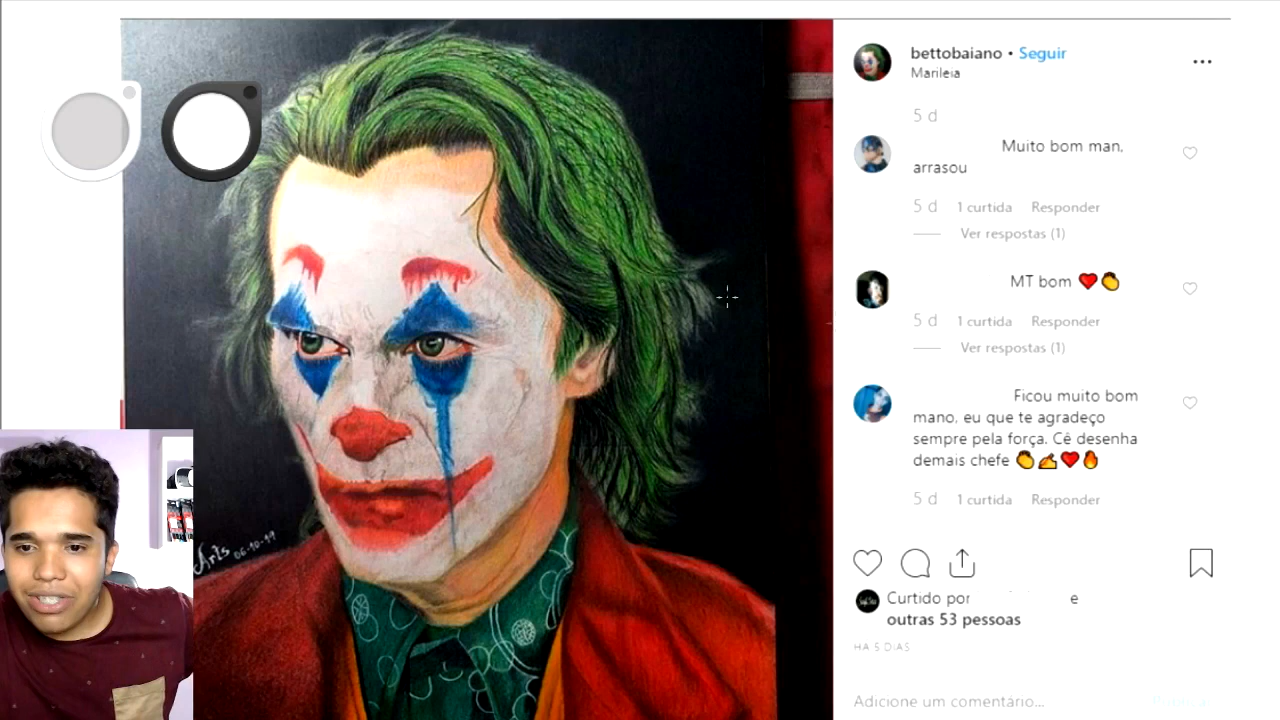 bettobaiano • Seguir
Marileia
5 d
Muito bom man,
arrasou
5 d 1 curtida Responder
Ver respostas (1)
MT bom ❤️👏
5 d 1 curtida Responder
Ver respostas (1)
Ficou muito bom
mano, eu que te agradeço
sempre pela força. Cê desenha
demais chefe 👏✍️❤️🔥
5 d 1 curtida Responder
Arts 06-10-19
Curtido por e
outras 53 pessoas
HÁ 5 DIAS
Adicione um comentário...